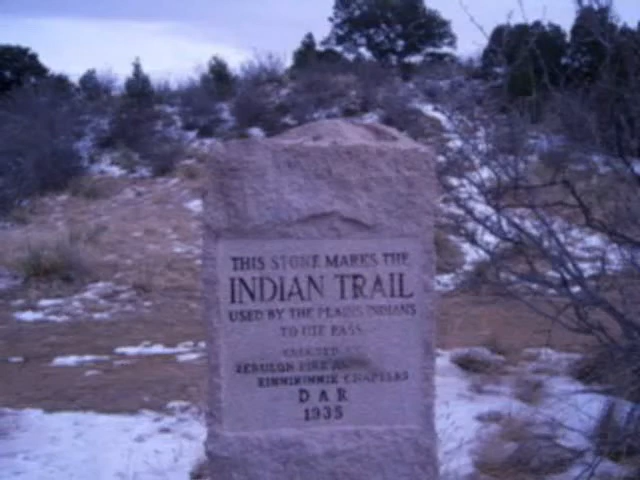 THIS STONE MARKS THE
INDIAN TRAIL
USED BY THE PLAINS INDIANS
TO UTE PASS
ERECTED BY
ZEBULON PIKE AND
KINNIKINNIK CHAPTERS
D A R
1935